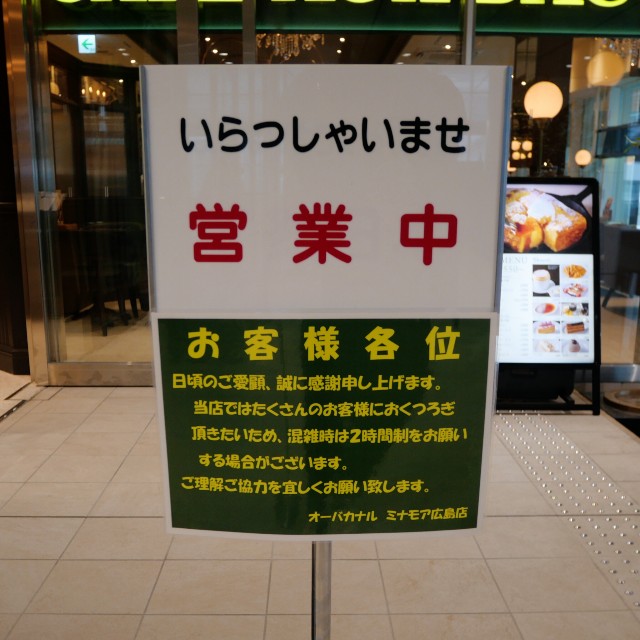 いらっしゃいませ
営業中
お客様各位
日頃のご愛顧、誠に感謝申し上げます。
当店ではたくさんのお客様におくつろぎ
頂きたいため、混雑時は2時間制をお願い
する場合がございます。
ご理解ご協力を宜しくお願い致します。
オーバカナル ミナモア広島店
MENU